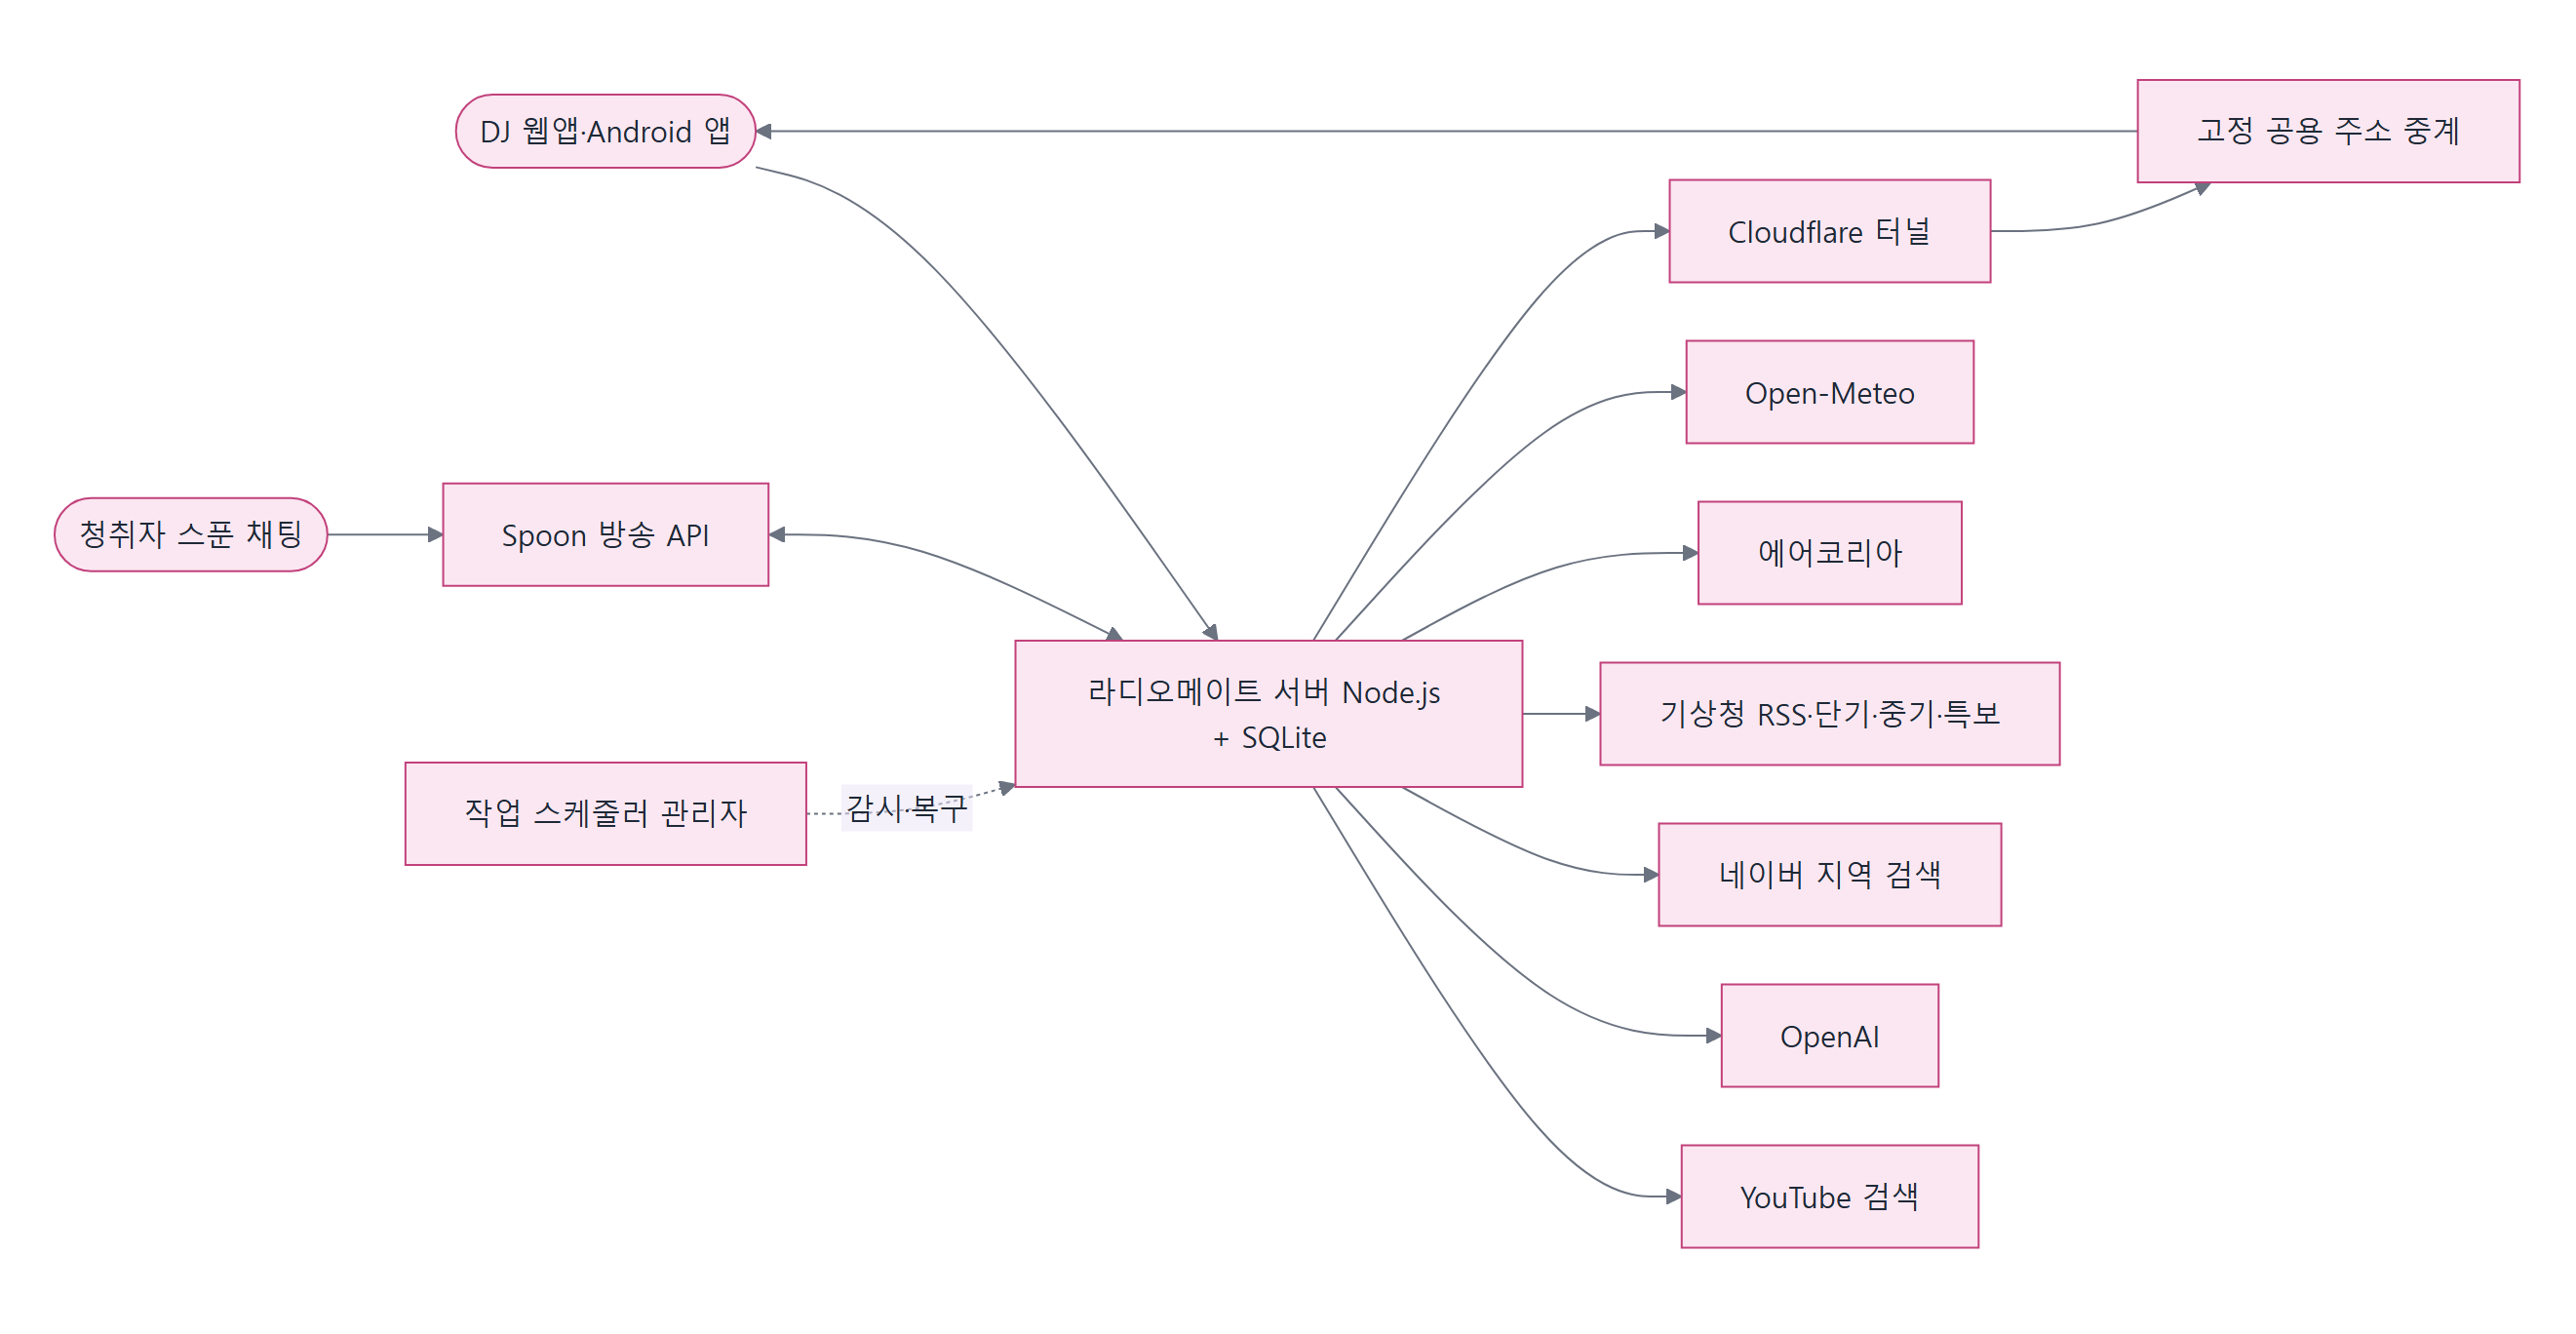 DJ 웹앱·Android 앱
고정 공용 주소 중계
Cloudflare 터널
Open-Meteo
청취자 스푼 채팅
Spoon 방송 API
에어코리아
라디오메이트 서버 Node.js
+ SQLite
기상청 RSS·단기·중기·특보
작업 스케줄러 관리자
감시·복구
네이버 지역 검색
OpenAI
YouTube 검색